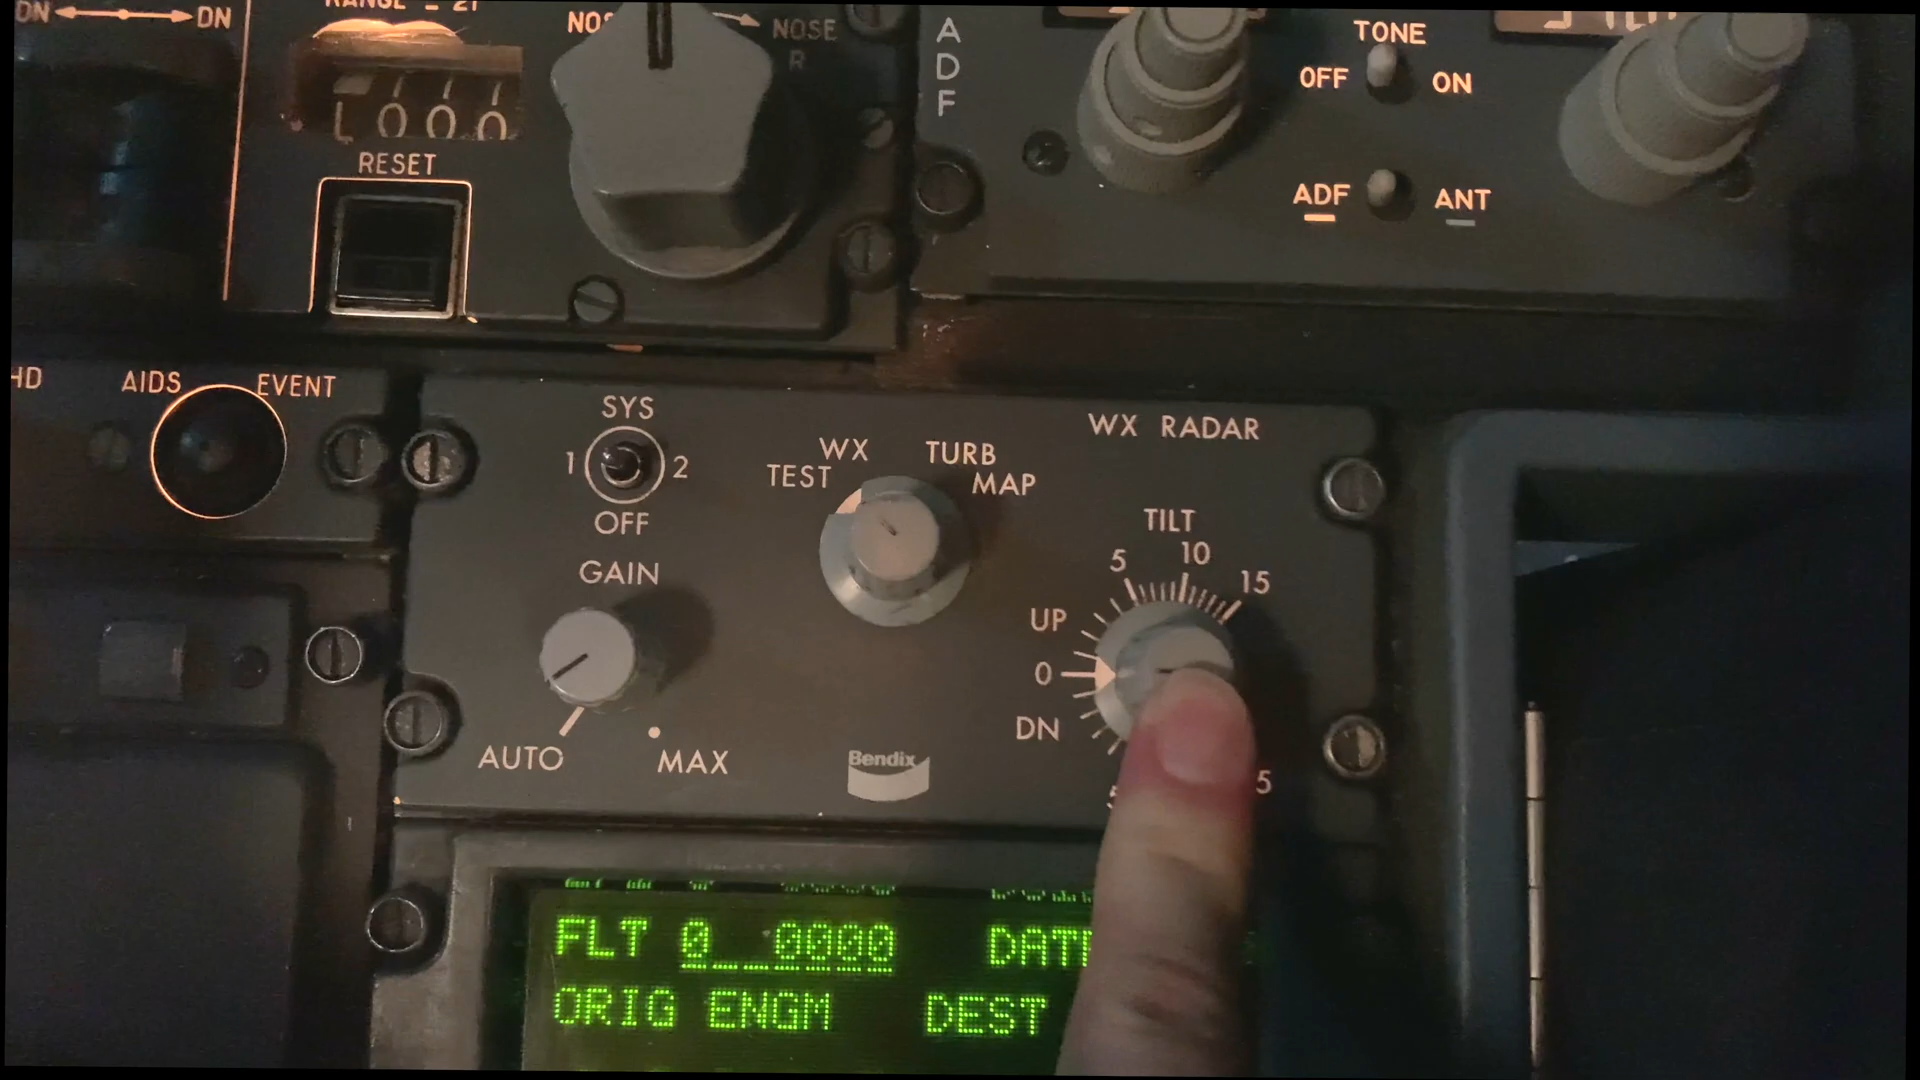 DN DN
NOSE R
L000
RESET
ADF
TONE
OFF ON
ADF ANT
AIDS EVENT
SYS
1 2
OFF
GAIN
AUTO MAX
WX TURB
TEST MAP
WX RADAR
TILT
5 10 15
UP
0
DN
5
Bendix
FLT 0__0000
ORIG ENGM DEST